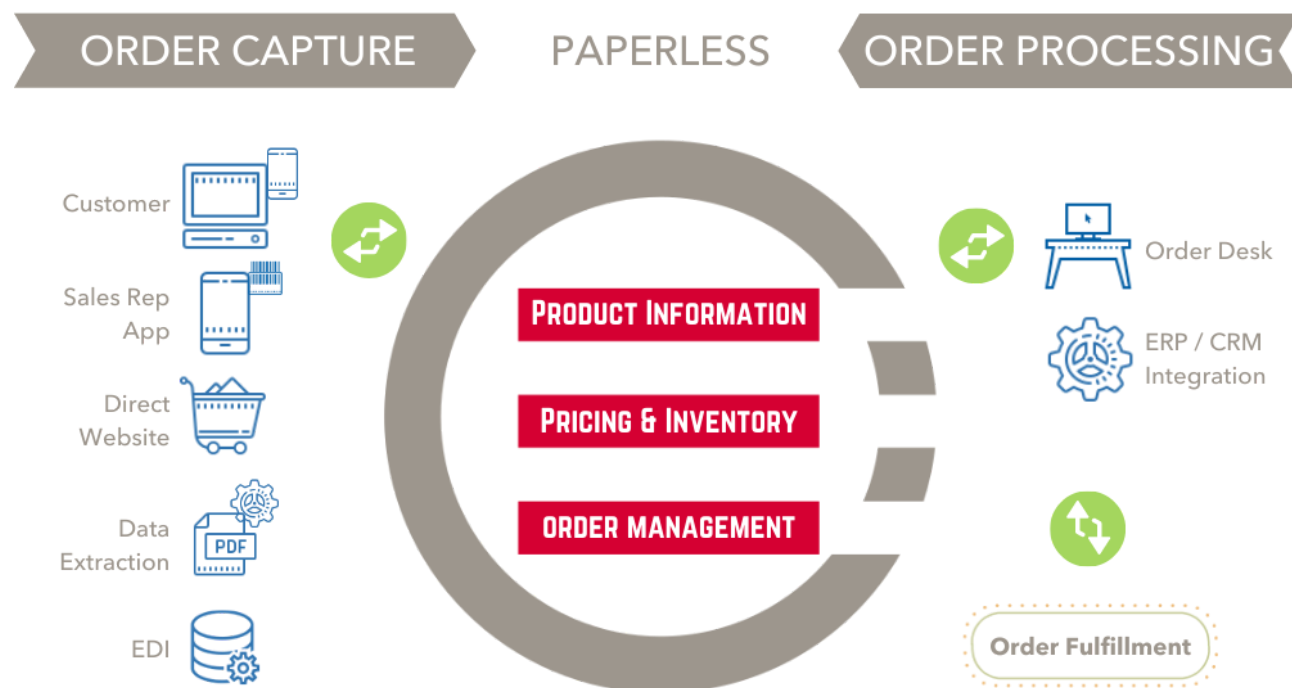 ORDER CAPTURE
PAPERLESS
ORDER PROCESSING
Customer
Sales Rep
App
Direct
Website
Data
Extraction
PDF
EDI
PRODUCT INFORMATION
PRICING & INVENTORY
ORDER MANAGEMENT
Order Desk
ERP / CRM
Integration
Order Fulfillment